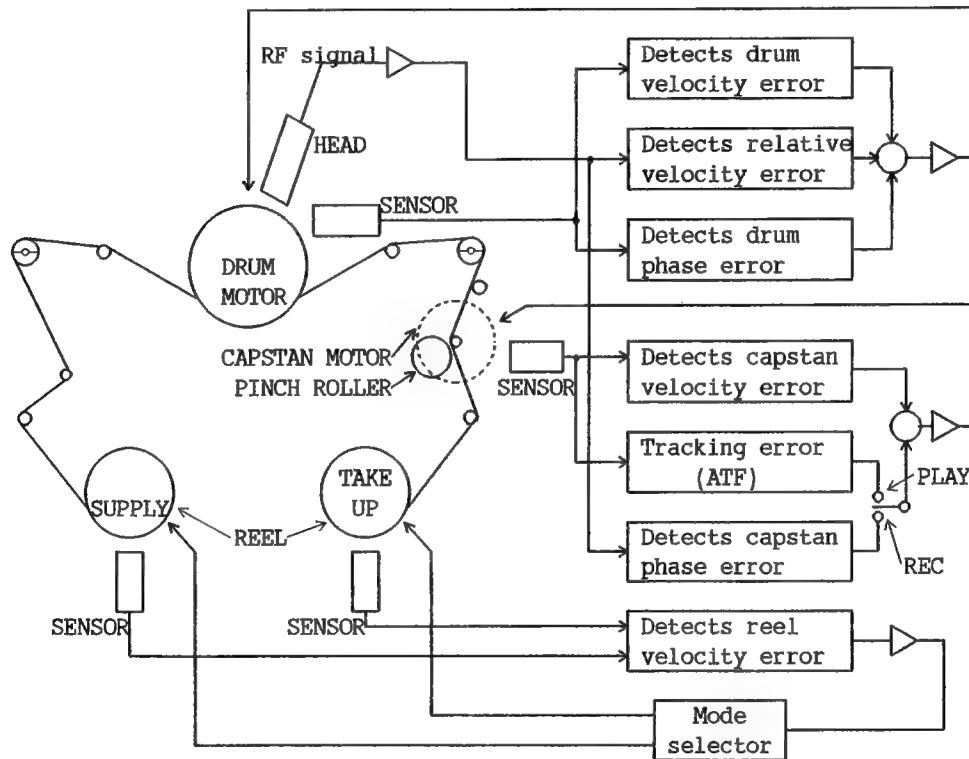 RF signal
HEAD
SENSOR
DRUM
MOTOR
CAPSTAN MOTOR
PINCH ROLLER
SENSOR
SUPPLY
TAKE
UP
REEL
SENSOR
SENSOR
Detects drum
velocity error
Detects relative
velocity error
Detects drum
phase error
Detects capstan
velocity error
Tracking error
(ATF)
PLAY
Detects capstan
phase error
REC
Detects reel
velocity error
Mode
selector